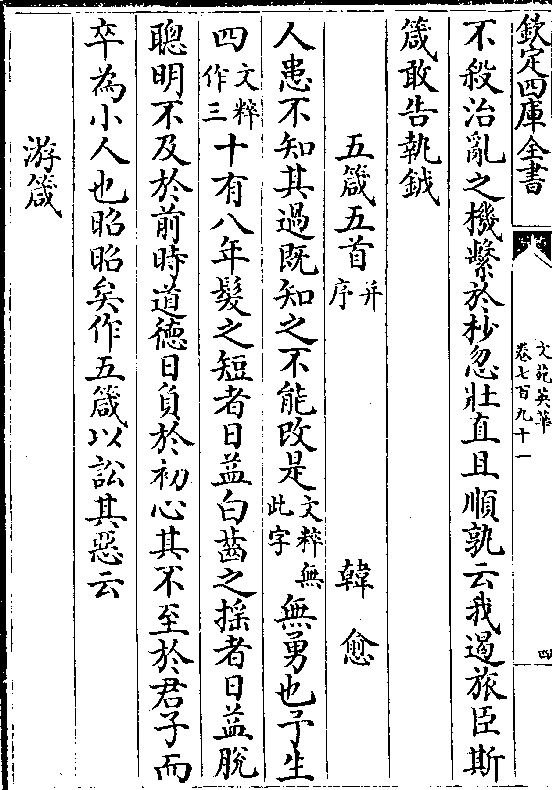 欽定四庫全書
文苑英華
卷七百九十一
四
不殺治亂之機繫於杪忽壯直且順孰云我遏旅臣斯
箴敢告執鉞
五箴五首并序
韓愈
人患不知其過既知之不能改是文粹無此字無勇也予生
四文粹作三十有八年髮之短者日益白齒之揺者日益脫
聰明不及於前時道德日負於初心其不至於君子而
卒為小人也昭昭矣作五箴以訟其惡云
游箴